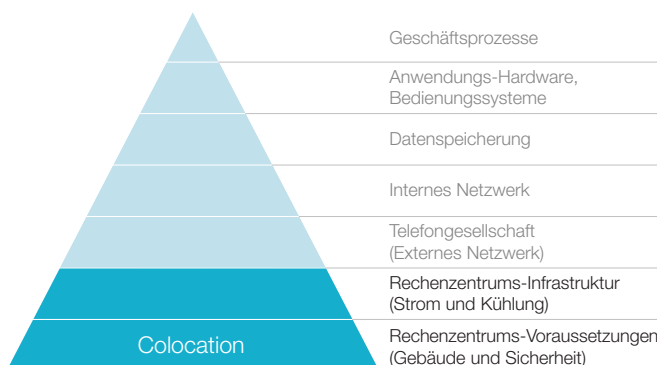 Geschäftsprozesse
Anwendungs-Hardware,
Bedienungssysteme
Datenspeicherung
Internes Netzwerk
Telefongesellschaft
(Externes Netzwerk)
Rechenzentrums-Infrastruktur
(Strom und Kühlung)
Colocation
Rechenzentrums-Voraussetzungen
(Gebäude und Sicherheit)